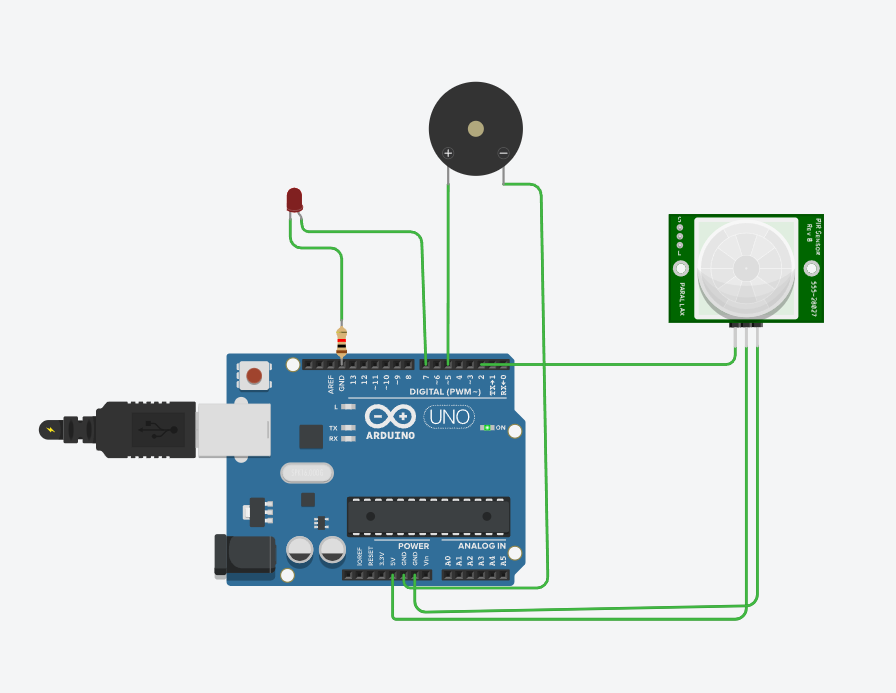 +
−
PIR Sensor
Rev B
S
L
PARALLAX
555-28027
AREF
GND
13
12
~11
~10
~9
8
7
~6
~5
4
~3
2
TX→1
RX←0
DIGITAL (PWM~)
L
TX
RX
ARDUINO
UNO
ON
POWER
ANALOG IN
IOREF
RESET
3.3V
5V
GND
GND
Vin
A0
A1
A2
A3
A4
A5